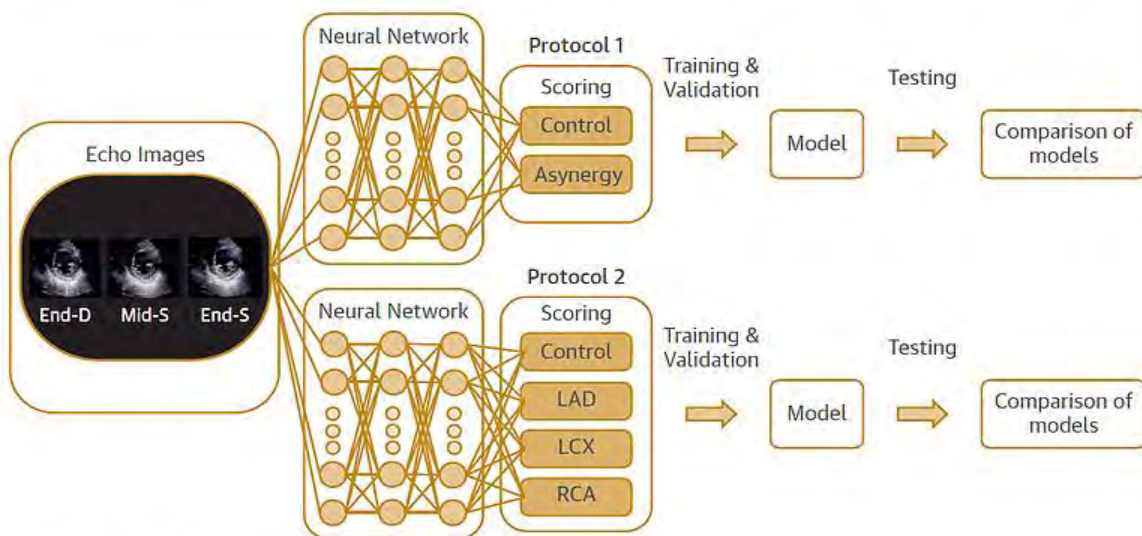 Echo Images
End-D
Mid-S
End-S
Neural Network
Protocol 1
Scoring
Control
Asynergy
Training &
Validation
Model
Testing
Comparison of
models
Neural Network
Protocol 2
Scoring
Control
LAD
LCX
RCA
Training &
Validation
Model
Testing
Comparison of
models